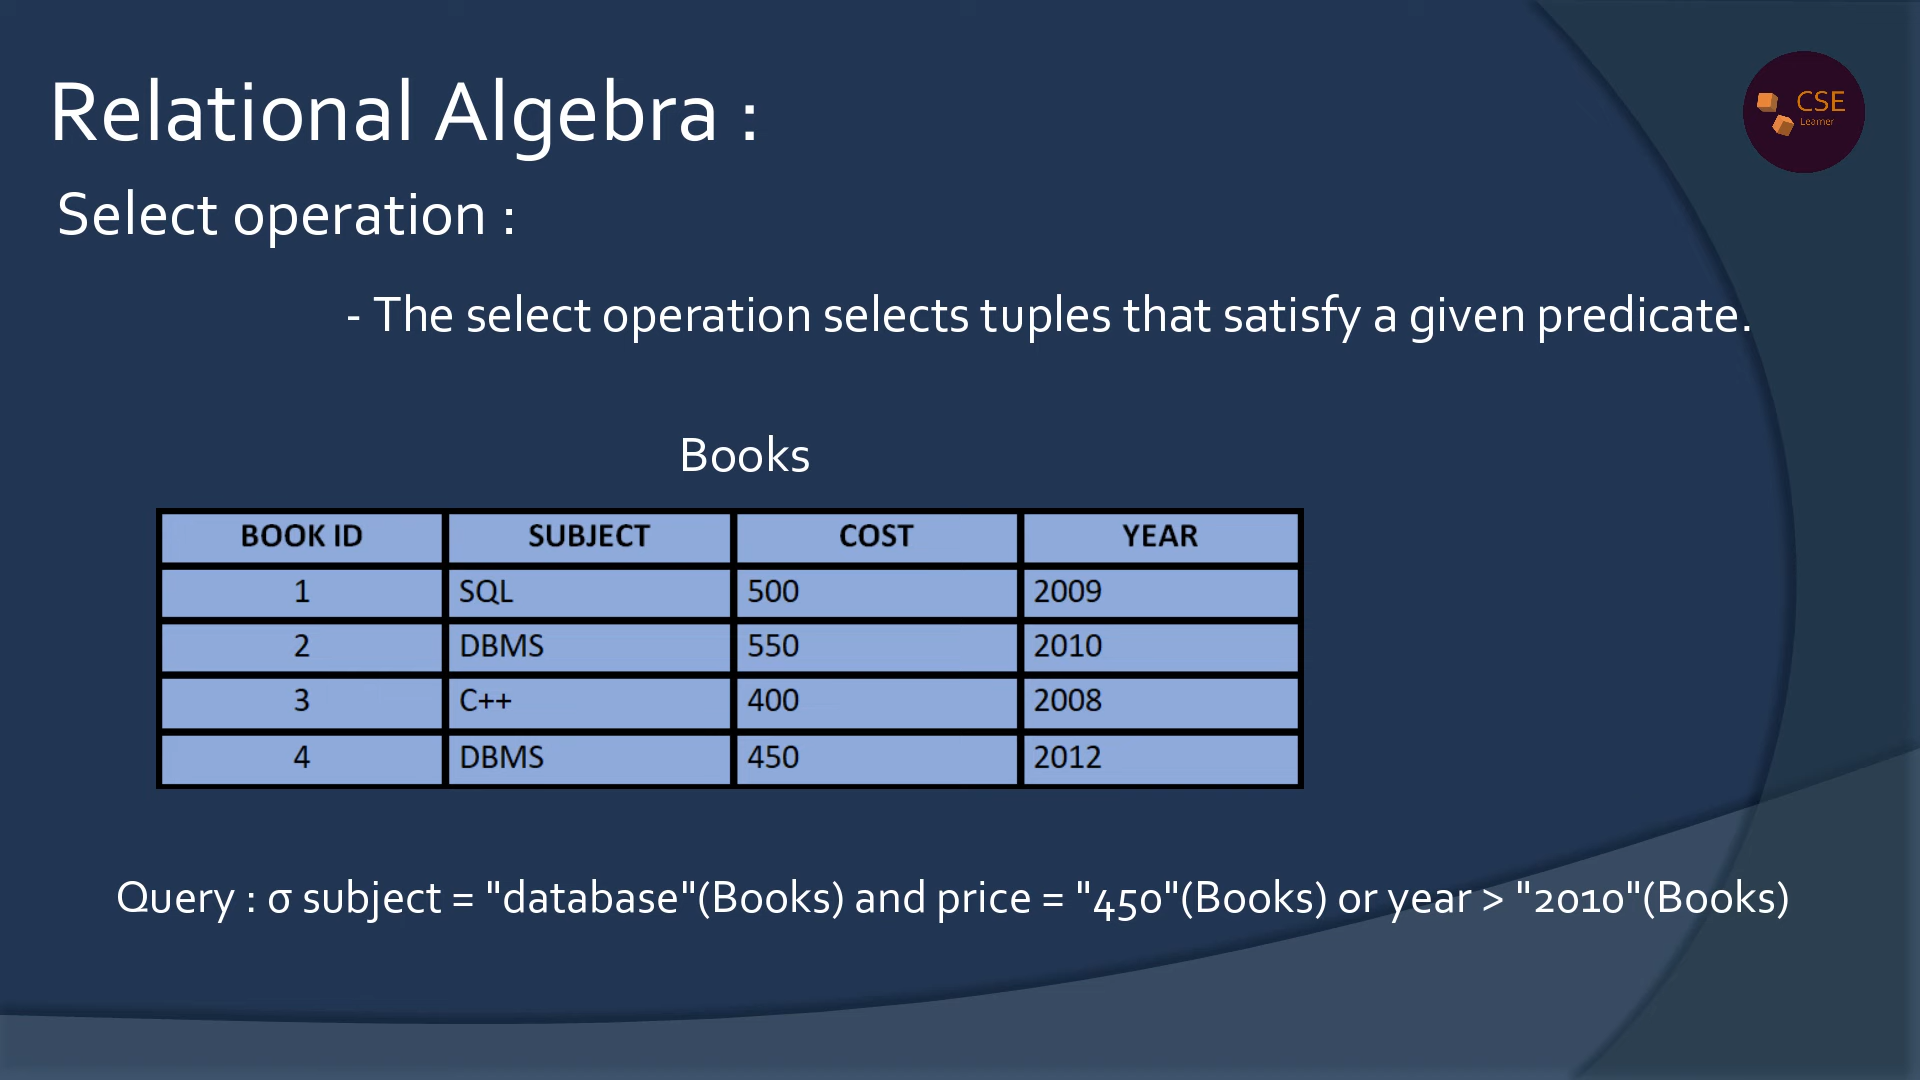 Relational Algebra :
CSE
Learner
Select operation :
- The select operation selects tuples that satisfy a given predicate.
Books
BOOK ID SUBJECT COST YEAR
1 SQL 500 2009
2 DBMS 550 2010
3 C++ 400 2008
4 DBMS 450 2012
Query : σ subject = "database"(Books) and price = "450"(Books) or year > "2010"(Books)